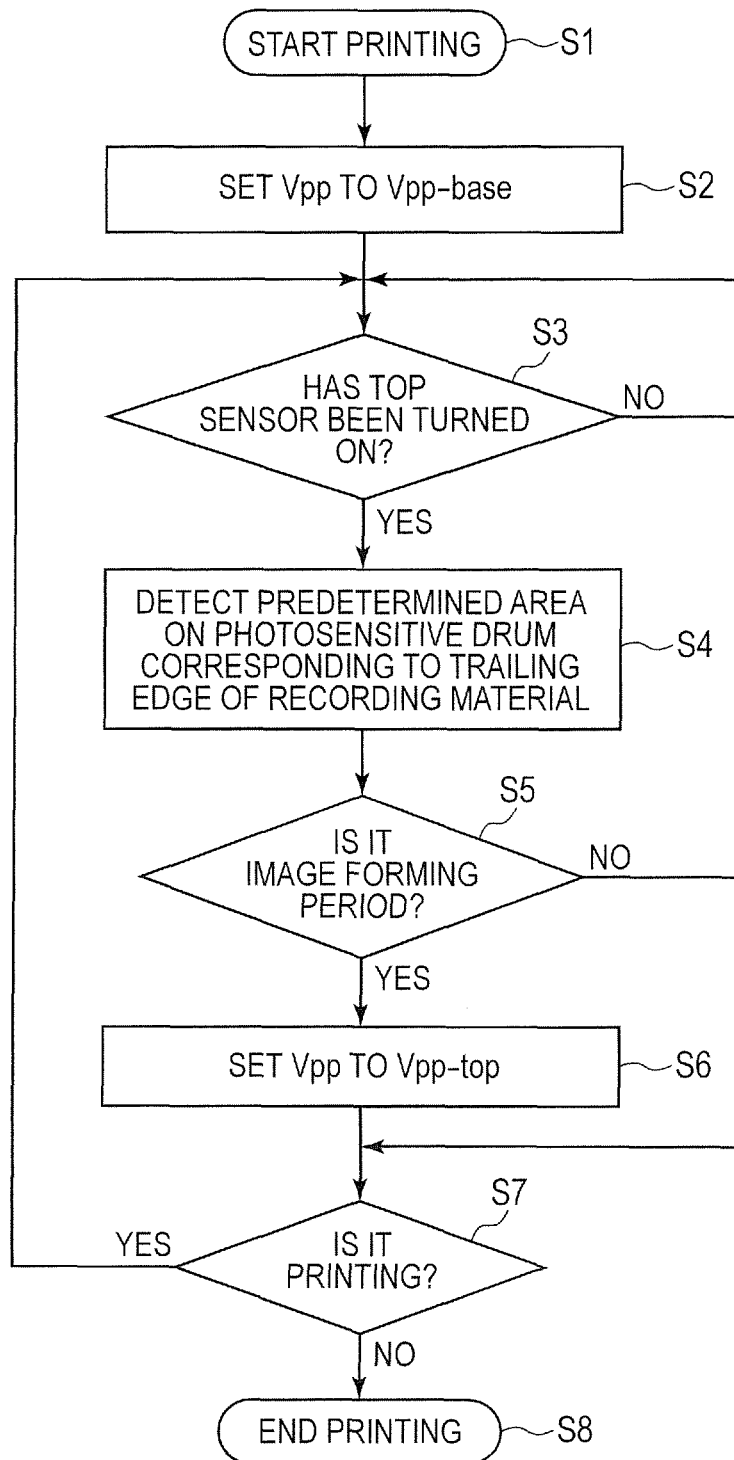 START PRINTING
S1
SET Vpp TO Vpp-base
S2
S3
HAS TOP
SENSOR BEEN TURNED
ON?
NO
YES
DETECT PREDETERMINED AREA
ON PHOTOSENSITIVE DRUM
CORRESPONDING TO TRAILING
EDGE OF RECORDING MATERIAL
S4
S5
IS IT
IMAGE FORMING
PERIOD?
NO
YES
SET Vpp TO Vpp-top
S6
S7
YES
IS IT
PRINTING?
NO
END PRINTING
S8